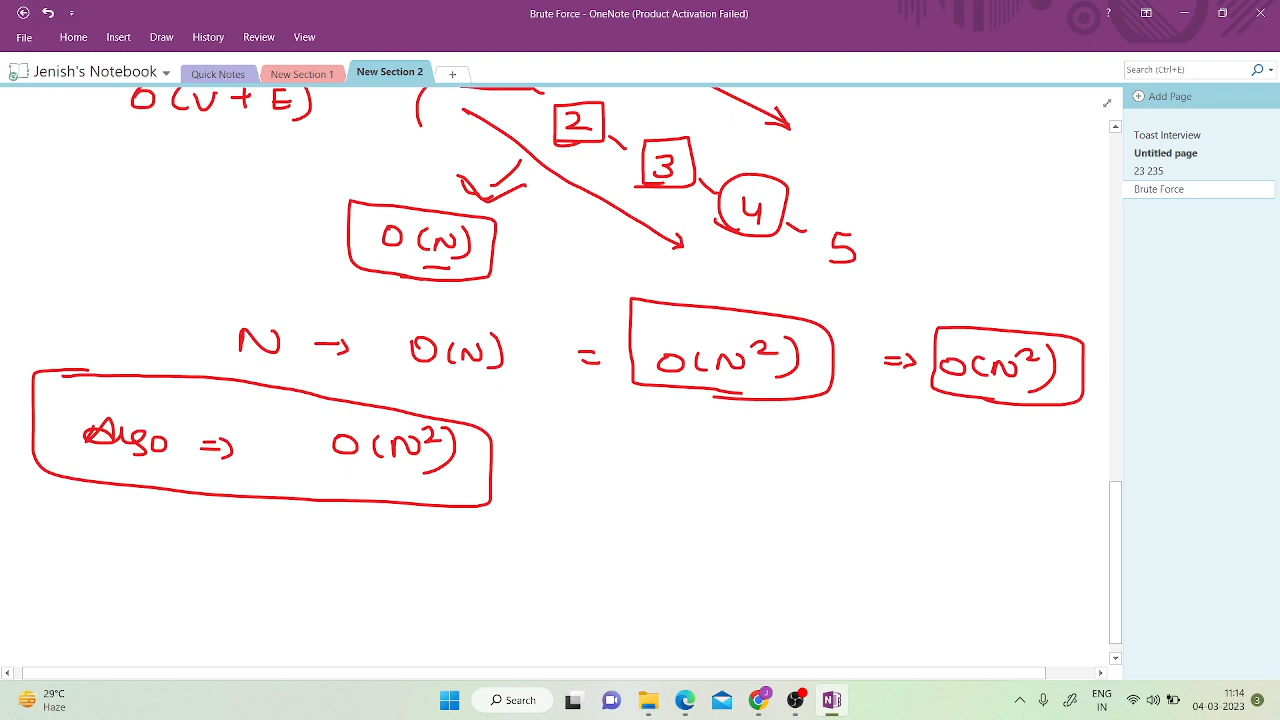 Brute Force - OneNote (Product Activation Failed)
File Home Insert Draw History Review View
Jenish's Notebook Quick Notes New Section 1 New Section 2 Search (Ctrl+E)
Add Page
Toast Interview
Untitled page
23 235
Brute Force
O(V+E)
2
3
4
5
O(N)
N → O(N) = O(N²) => O(N²)
Algo => O(N²)
29°C
Haze
Search
ENG
IN
11:14
04-03-2023
3